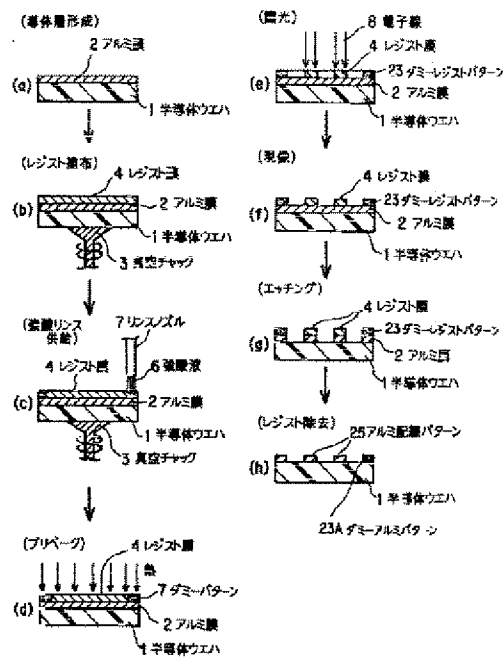 (導体層形成)
2 アルミ膜
(a)
1 半導体ウエハ
(レジスト塗布)
4 レジスト膜
2 アルミ膜
(b)
1 半導体ウエハ
3 真空チャック
(硫酸リンス
供給)
7 リンスノズル
4 レジスト膜
6 硫酸液
2 アルミ膜
(c)
1 半導体ウエハ
3 真空チャック
(プリベーク)
4 レジスト膜
熱
7 ダミーパターン
(d)
2 アルミ膜
1 半導体ウエハ
(露光)
8 電子線
4 レジスト膜
(e)
23 ダミーレジストパターン
2 アルミ膜
1 半導体ウエハ
(現像)
4 レジスト膜
23 ダミーレジストパターン
(f)
2 アルミ膜
1 半導体ウエハ
(エッチング)
4 レジスト膜
23 ダミーレジストパターン
(g)
2 アルミ膜
1 半導体ウエハ
(レジスト除去)
26 アルミ配線パターン
(h)
1 半導体ウエハ
23A ダミーアルミパターン